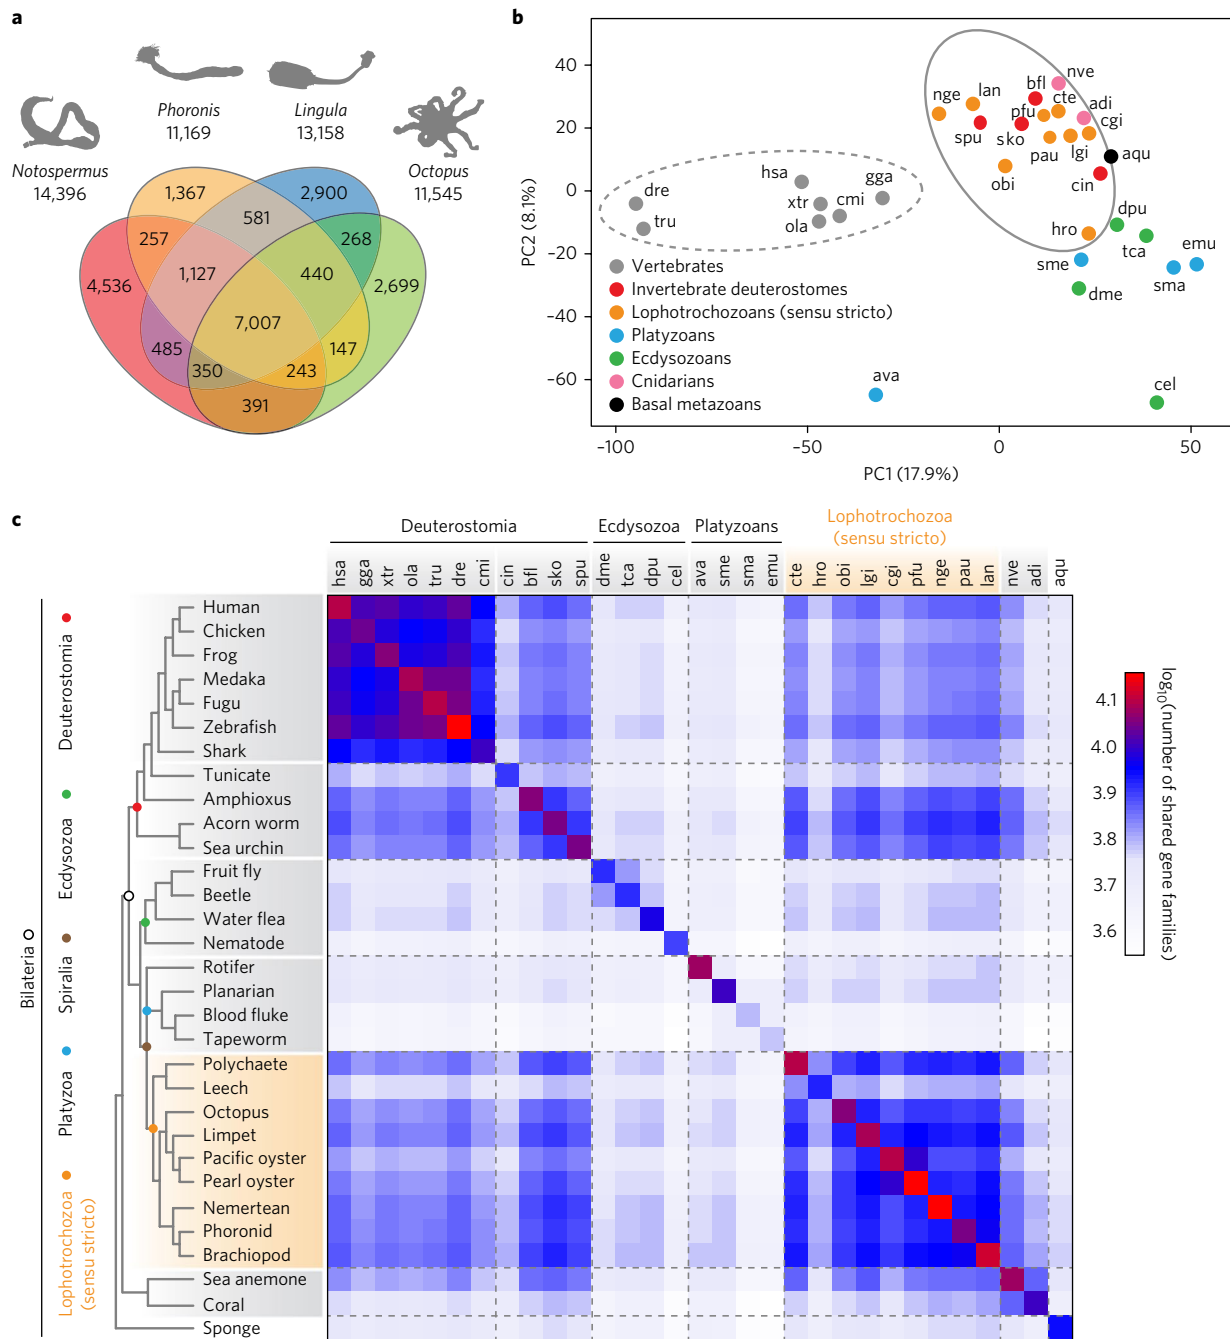 a
Phoronis
11,169
Lingula
13,158
Notospermus
14,396
Octopus
11,545
1,367
2,900
581
257
268
4,536
1,127
440
2,699
7,007
485
147
350
243
391
b
PC2 (8.1%)
40
20
0
−20
−40
−60
−100
−50
0
50
PC1 (17.9%)
nge
lan
bfl
nve
pfu
cte
adi
cgi
spu
sko
pau
lgi
aqu
obi
cin
hsa
gga
dre
xtr
cmi
tru
ola
hro
dpu
tca
emu
sme
sma
dme
ava
cel
Vertebrates
Invertebrate deuterostomes
Lophotrochozoans (sensu stricto)
Platyzoans
Ecdysozoans
Cnidarians
Basal metazoans
c
Deuterostomia
Ecdysozoa
Platyzoans
Lophotrochozoa
(sensu stricto)
hsa gga xtr ola tru dre cmi cin bfl sko spu dme tca dpu cel ava sme sma emu cte hro obi lgi cgi pfu nge pau lan nve adi aqu
Human
Chicken
Frog
Medaka
Fugu
Zebrafish
Shark
Tunicate
Amphioxus
Acorn worm
Sea urchin
Fruit fly
Beetle
Water flea
Nematode
Rotifer
Planarian
Blood fluke
Tapeworm
Polychaete
Leech
Octopus
Limpet
Pacific oyster
Pearl oyster
Nemertean
Phoronid
Brachiopod
Sea anemone
Coral
Sponge
Bilateria
Deuterostomia
Ecdysozoa
Spiralia
Platyzoa
Lophotrochozoa
(sensu stricto)
4.1
4.0
3.9
3.8
3.7
3.6
log10(number of shared gene families)